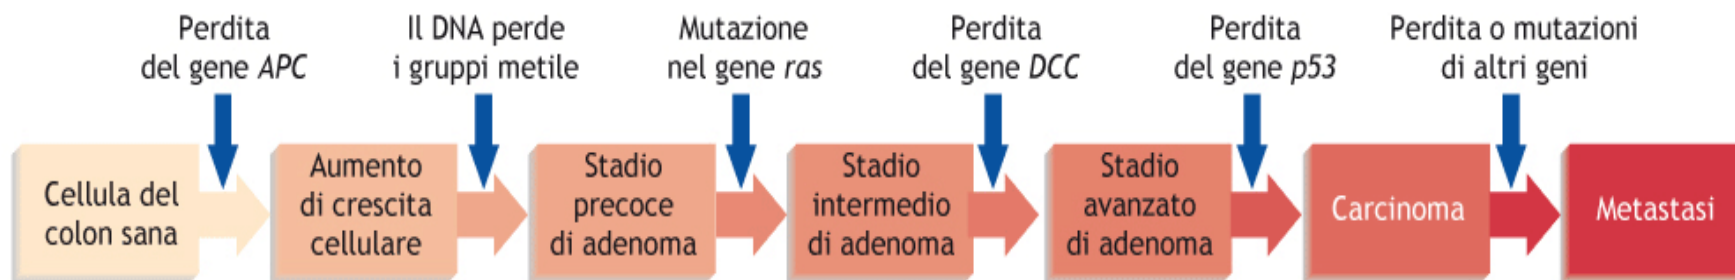 Perdita
del gene APC
Il DNA perde
i gruppi metile
Mutazione
nel gene ras
Perdita
del gene DCC
Perdita
del gene p53
Perdita o mutazioni
di altri geni
Cellula del
colon sana
Aumento
di crescita
cellulare
Stadio
precoce
di adenoma
Stadio
intermedio
di adenoma
Stadio
avanzato
di adenoma
Carcinoma
Metastasi